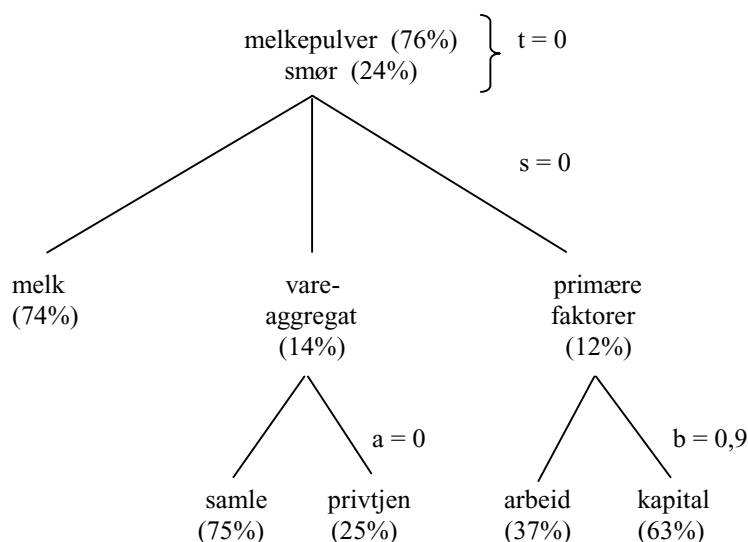 melkepulver (76%)
smør (24%)
t = 0
s = 0
melk
(74%)
vare-
aggregat
(14%)
primære
faktorer
(12%)
a = 0
b = 0,9
samle
(75%)
privtjen
(25%)
arbeid
(37%)
kapital
(63%)